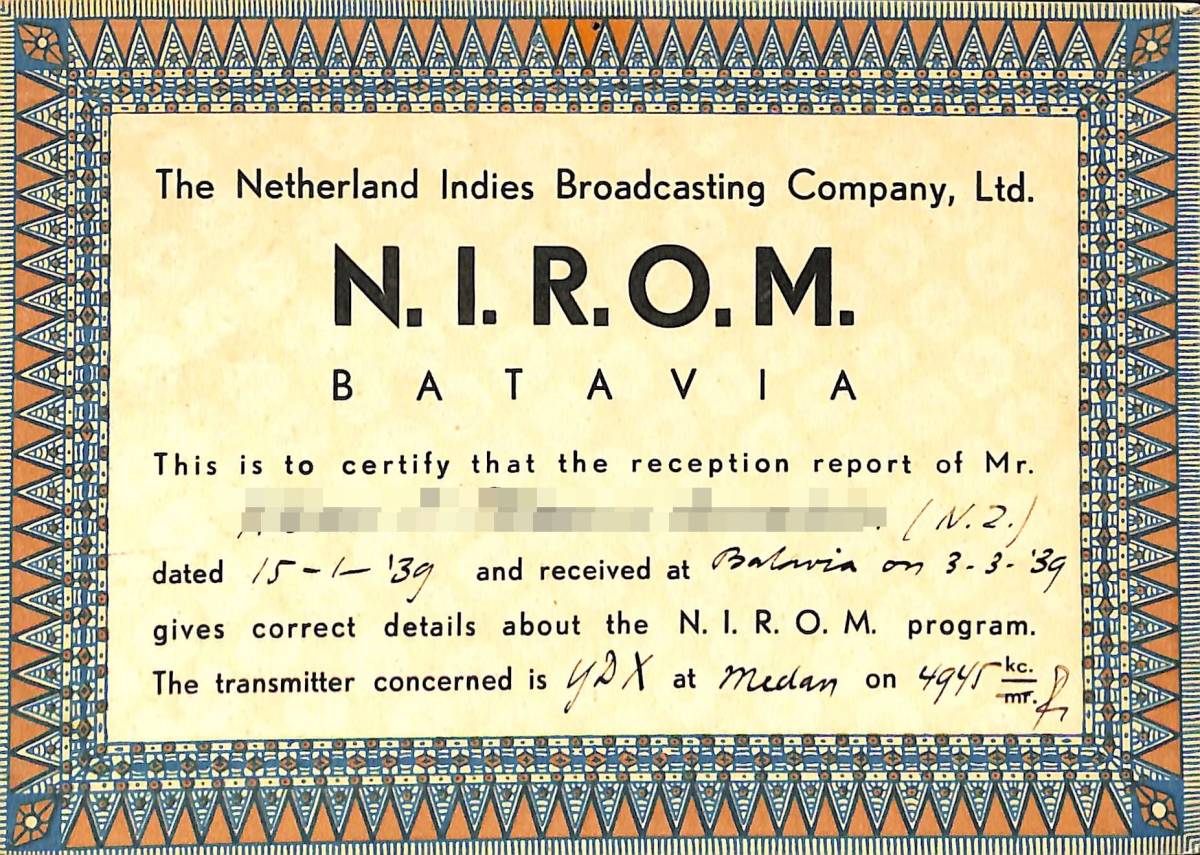 The Netherland Indies Broadcasting Company, Ltd.
N.I.R.O.M.
BATAVIA
This is to certify that the reception report of Mr.
(N.Z.)
dated 15-1-'39 and received at Batavia on 3-3-'39
gives correct details about the N.I.R.O.M. program.
The transmitter concerned is YDX at Medan on 4945 kc./mr.